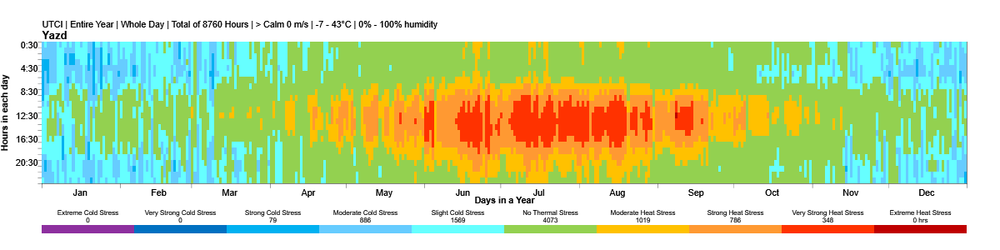 UTCI | Entire Year | Whole Day | Total of 8760 Hours | > Calm 0 m/s | -7 - 43°C | 0% - 100% humidity
Yazd
0:30
4:30
8:30
12:30
16:30
20:30
Hours in each day
Jan Feb Mar Apr May Jun Jul Aug Sep Oct Nov Dec
Days in a Year
Extreme Cold Stress Very Strong Cold Stress Strong Cold Stress Moderate Cold Stress Slight Cold Stress No Thermal Stress Moderate Heat Stress Strong Heat Stress Very Strong Heat Stress Extreme Heat Stress
0 0 79 886 1569 4073 1019 786 348 0 hrs